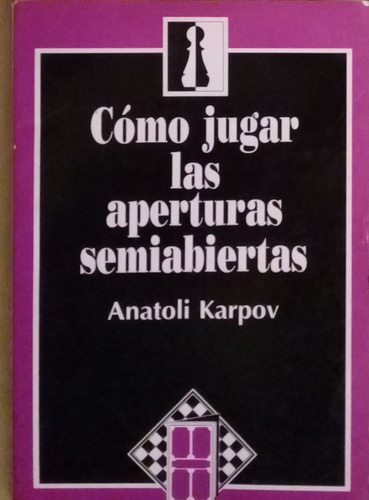 Cómo jugar
las
aperturas
semiabiertas
Anatoli Karpov